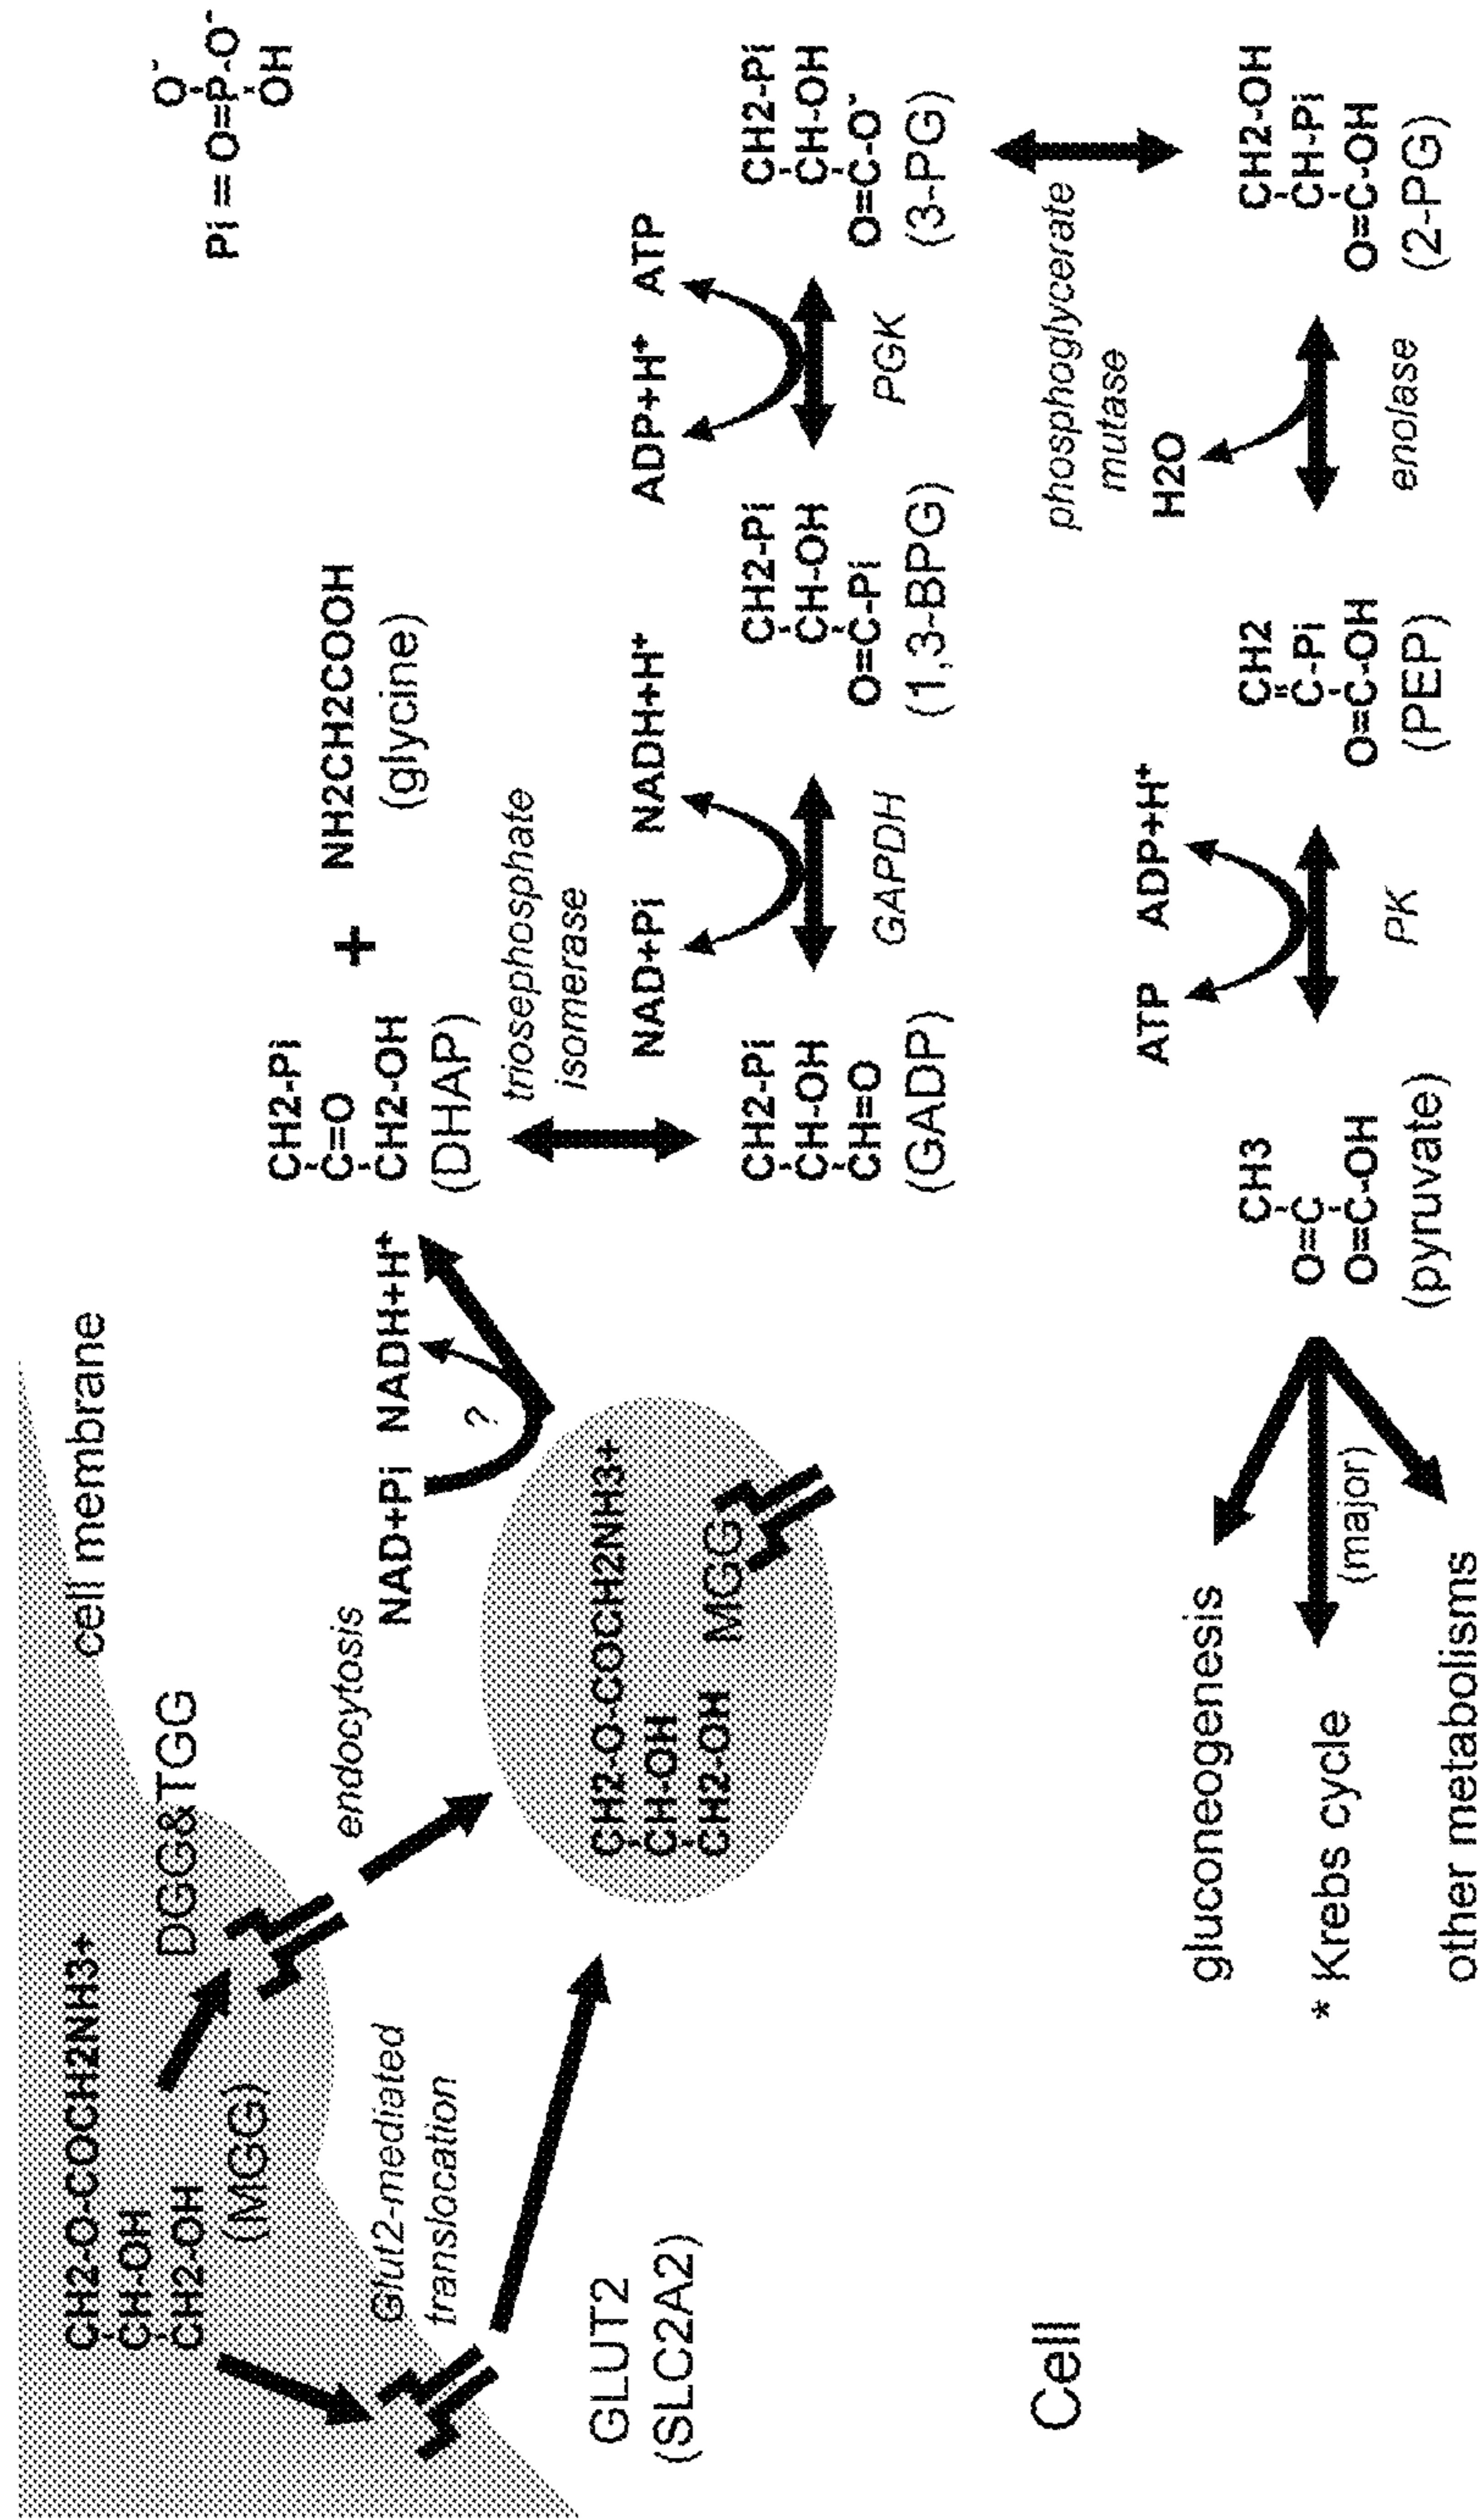 CH2-O-COCH2NH3+
CH-OH
CH2-OH
(MGG)
DGG&TGG
cell membrane
Glut2-mediated
translocation
endocytosis
GLUT2
(SLC2A2)
CH2-O-COCH2NH3+
CH-OH
CH2-OH
MGG
Cell
NAD+Pi NADH+H⁺
?
Pi = O=P-O⁻
O⁻
OH
CH2-Pi
C=O
CH2-OH
(DHAP)
+
NH2CH2COOH
(glycine)
triosephosphate
isomerase
CH2-Pi
CH-OH
CH=O
(GADP)
NAD+Pi NADH+H⁺
GAPDH
CH2-Pi
CH-OH
O=C-Pi
(1,3-BPG)
ADP+H⁺ ATP
PGK
CH2-Pi
CH-OH
O=C-O⁻
(3-PG)
phosphoglycerate
mutase
CH2-OH
CH-Pi
O=C-OH
(2-PG)
H2O
enolase
CH2
C-Pi
O=C-OH
(PEP)
ATP ADP+H⁺
PK
CH3
O=C
O=C-OH
(pyruvate)
gluconeogenesis
* Krebs cycle
(major)
other metabolisms